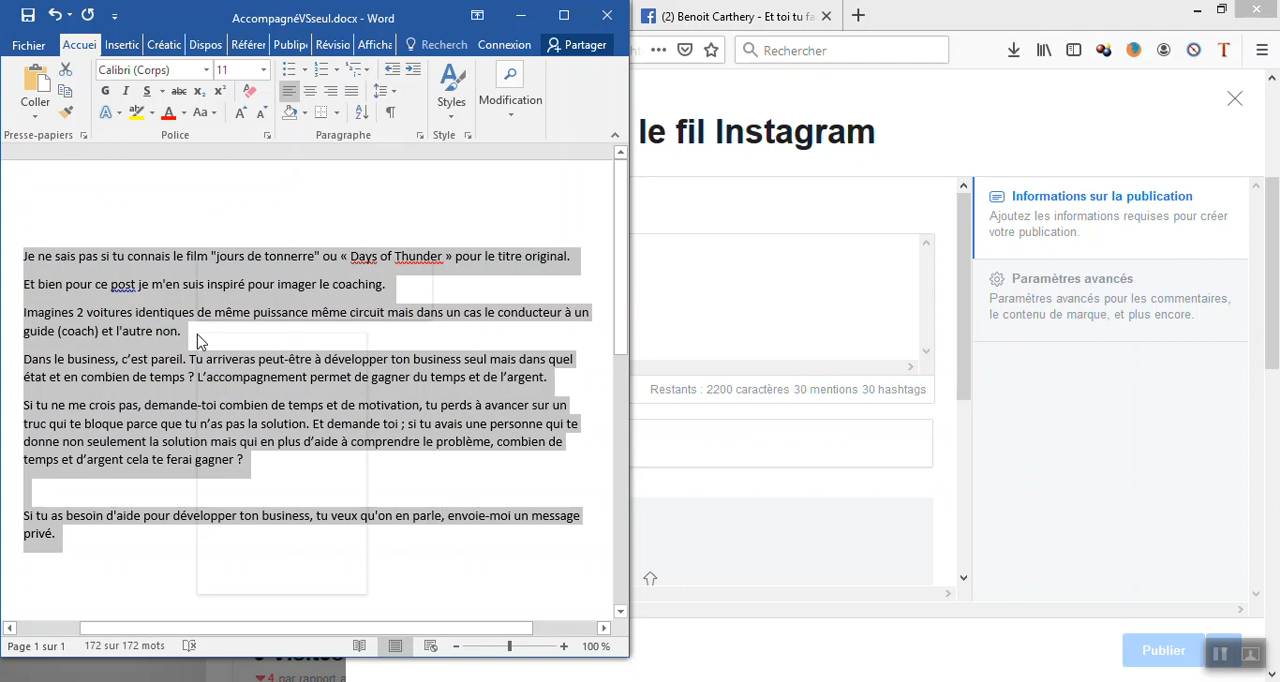 AccompagnéVSseul.docx - Word
(2) Benoit Carthery - Et toi tu fa
Fichier
Accuei
Insertic
Créatic
Dispos
Référer
Publip
Révisio
Afficha
Recherch
Connexion
Partager
Rechercher
Coller
Calibri (Corps)
11
Styles
Modification
Presse-papiers
Police
Paragraphe
Style
le fil Instagram
Informations sur la publication
Ajoutez les informations requises pour créer
votre publication.
Paramètres avancés
Paramètres avancés pour les commentaires,
le contenu de marque, et plus encore.
Je ne sais pas si tu connais le film "jours de tonnerre" ou « Days of Thunder » pour le titre original.
Et bien pour ce post je m'en suis inspiré pour imager le coaching.
Imagines 2 voitures identiques de même puissance même circuit mais dans un cas le conducteur à un
guide (coach) et l'autre non.
Dans le business, c’est pareil. Tu arriveras peut-être à développer ton business seul mais dans quel
état et en combien de temps ? L’accompagnement permet de gagner du temps et de l’argent.
Si tu ne me crois pas, demande-toi combien de temps et de motivation, tu perds à avancer sur un
truc qui te bloque parce que tu n’as pas la solution. Et demande toi ; si tu avais une personne qui te
donne non seulement la solution mais qui en plus d’aide à comprendre le problème, combien de
temps et d’argent cela te ferai gagner ?
Si tu as besoin d'aide pour développer ton business, tu veux qu'on en parle, envoie-moi un message
privé.
Restants : 2200 caractères 30 mentions 30 hashtags
Page 1 sur 1
172 sur 172 mots
100 %
Publier
4 par rapport a